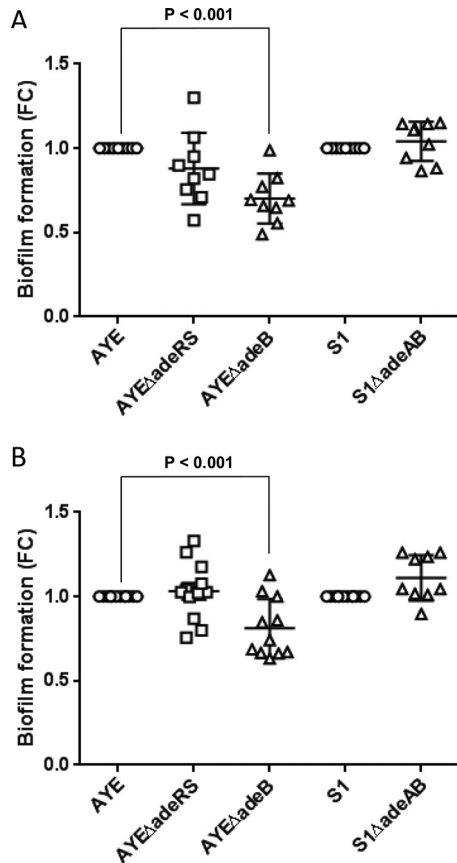 A
P < 0.001
Biofilm formation (FC)
1.5
1.0
0.5
0.0
AYE
AYEΔadeRS
AYEΔadeB
S1
S1ΔadeAB
B
P < 0.001
Biofilm formation (FC)
1.5
1.0
0.5
0.0
AYE
AYEΔadeRS
AYEΔadeB
S1
S1ΔadeAB